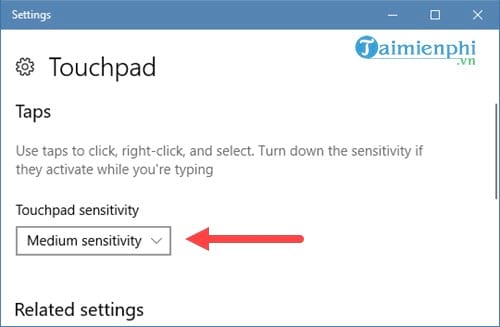 Settings
Taimienphi
.vn
Touchpad
Taps
Use taps to click, right-click, and select. Turn down the sensitivity if
they activate while you're typing
Touchpad sensitivity
Medium sensitivity
Related settings